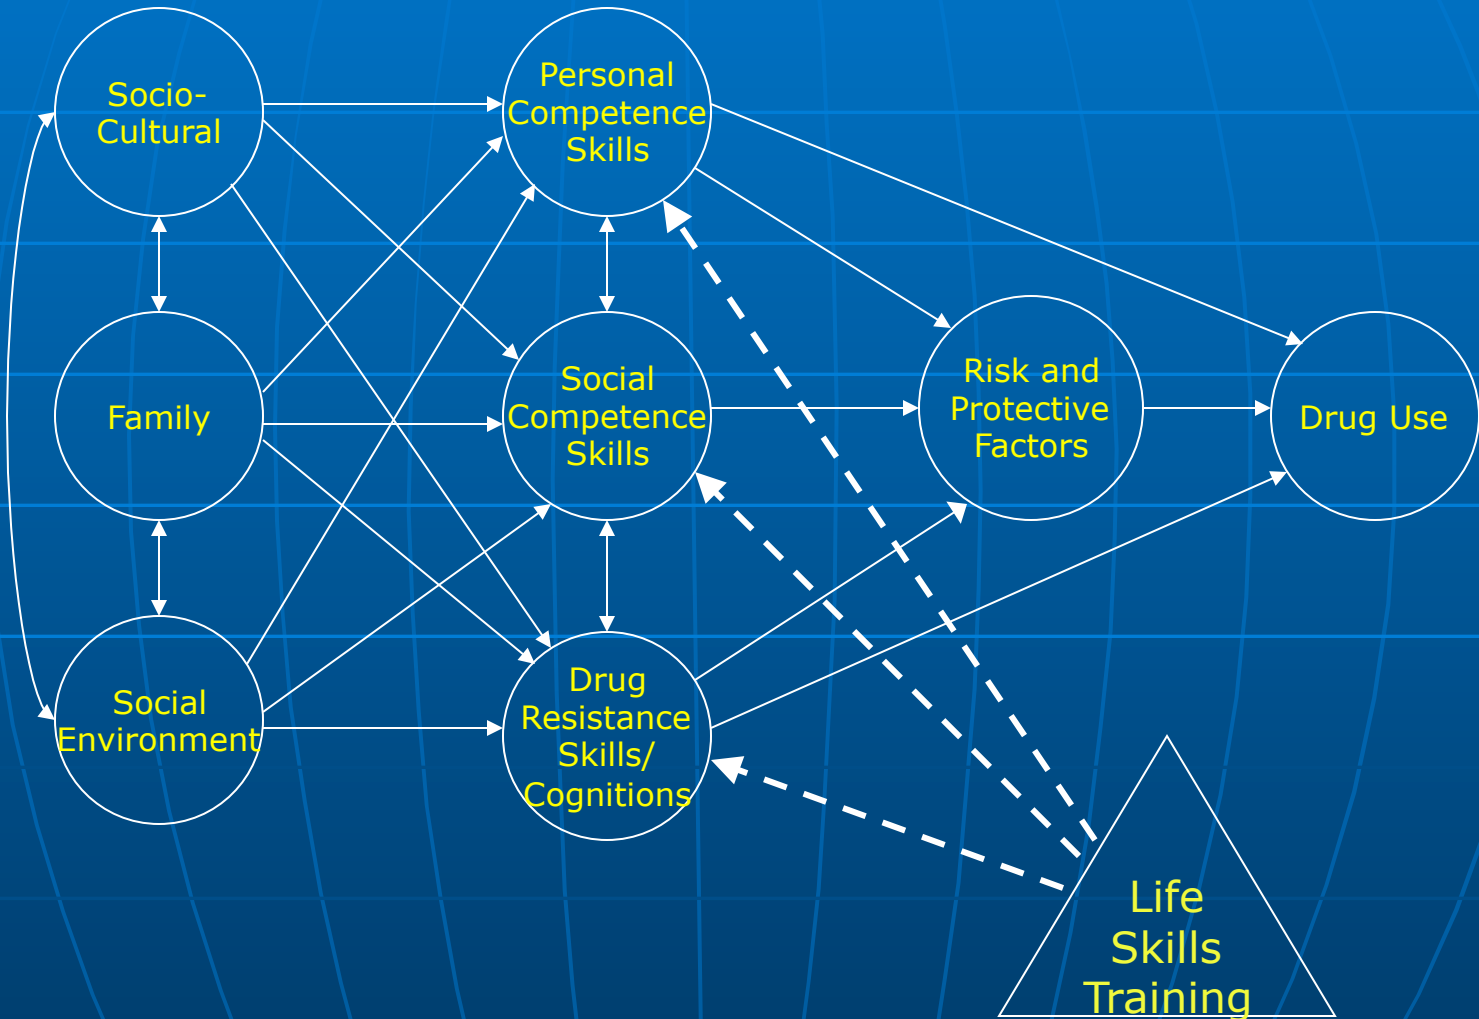 Socio-
Cultural
Personal
Competence
Skills
Family
Social
Competence
Skills
Risk and
Protective
Factors
Drug Use
Social
Environment
Drug
Resistance
Skills/
Cognitions
Life
Skills
Training